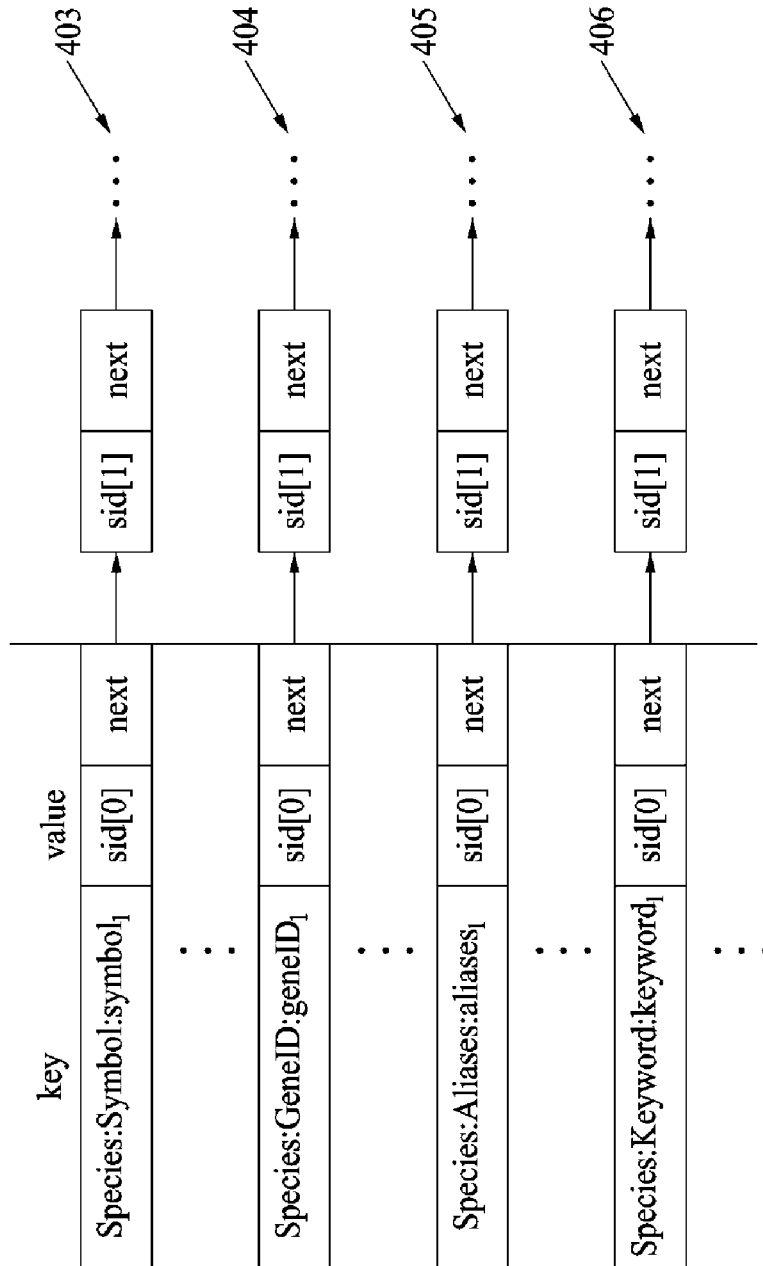 key value
Species:Symbol:symbol₁ sid[0] next sid[1] next ... 403
...
Species:GeneID:geneID₁ sid[0] next sid[1] next ... 404
...
Species:Aliases:aliases₁ sid[0] next sid[1] next ... 405
...
Species:Keyword:keyword₁ sid[0] next sid[1] next ... 406
...